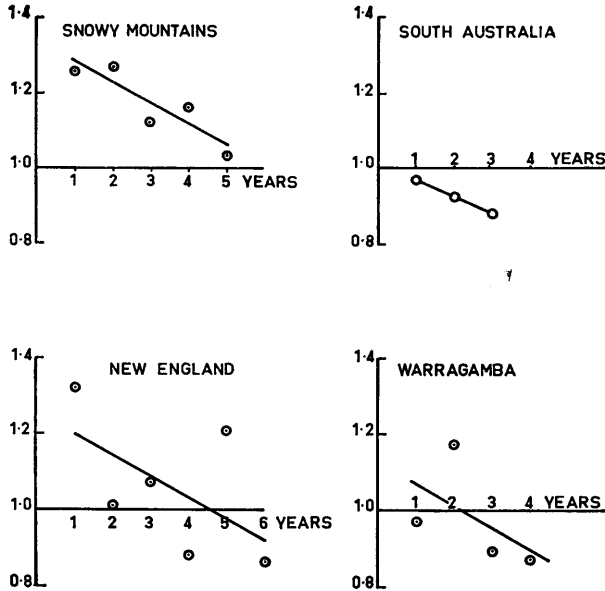 SNOWY MOUNTAINS
1·4
1·2
1·0
0·8
1 2 3 4 5 YEARS
SOUTH AUSTRALIA
1·4
1·2
1·0
0·8
1 2 3 4 YEARS
NEW ENGLAND
1·4
1·2
1·0
0·8
1 2 3 4 5 6 YEARS
WARRAGAMBA
1·4
1·2
1·0
0·8
1 2 3 4 YEARS